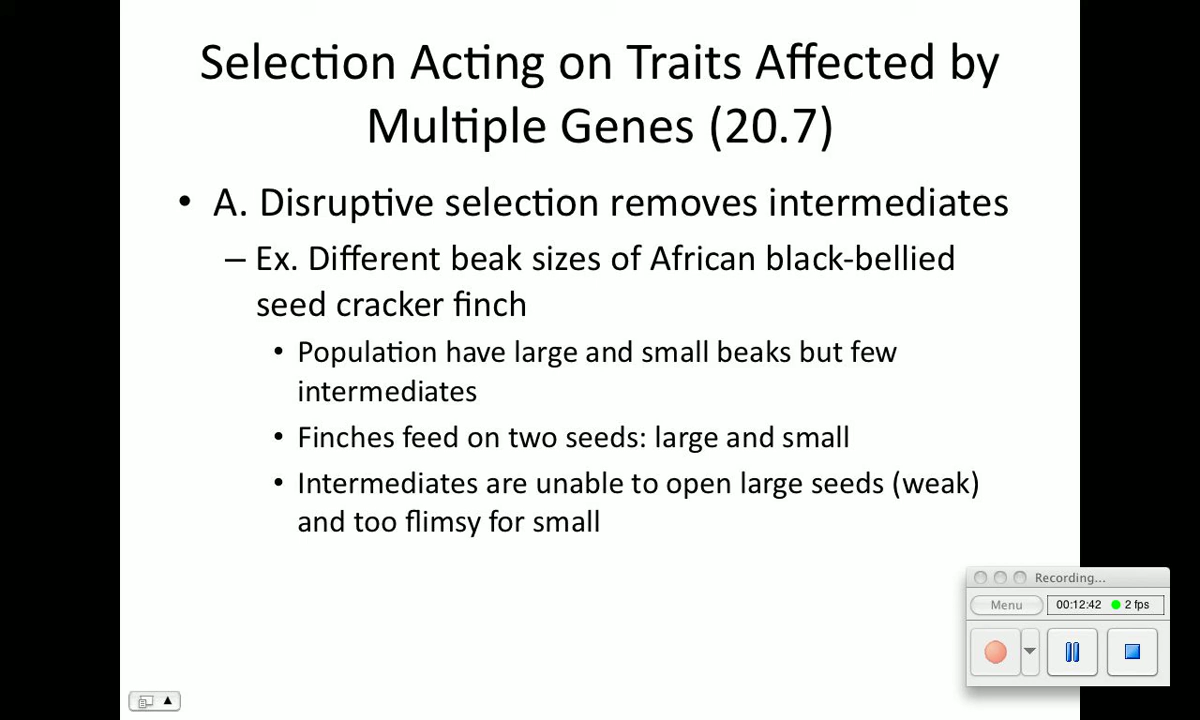 Selection Acting on Traits Affected by
Multiple Genes (20.7)
• A. Disruptive selection removes intermediates
– Ex. Different beak sizes of African black-bellied
seed cracker finch
• Population have large and small beaks but few
intermediates
• Finches feed on two seeds: large and small
• Intermediates are unable to open large seeds (weak)
and too flimsy for small
Recording...
Menu 00:12:42 2 fps